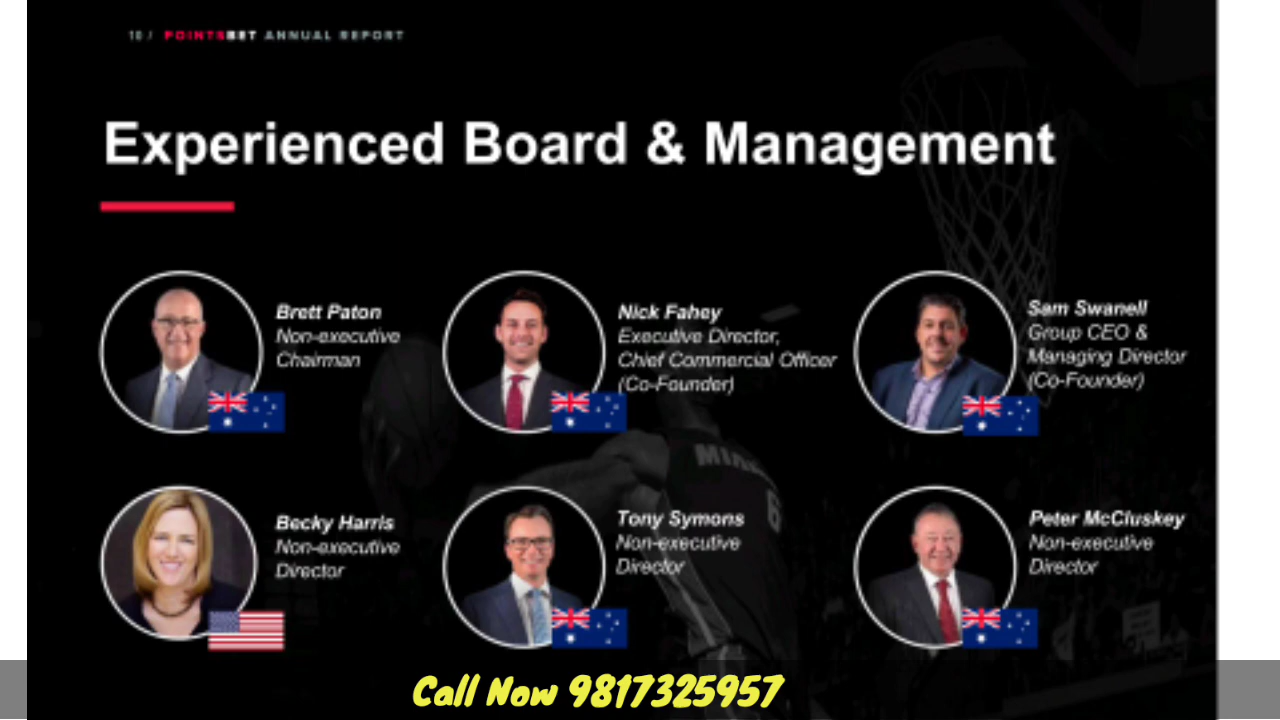 10 / POINTSBET ANNUAL REPORT
Experienced Board & Management
Brett Paton
Non-executive
Chairman
Nick Fahey
Executive Director,
Chief Commercial Officer
(Co-Founder)
Sam Swanell
Group CEO &
Managing Director
(Co-Founder)
Becky Harris
Non-executive
Director
Tony Symons
Non-executive
Director
Peter McCluskey
Non-executive
Director
6
Call Now 9817325957